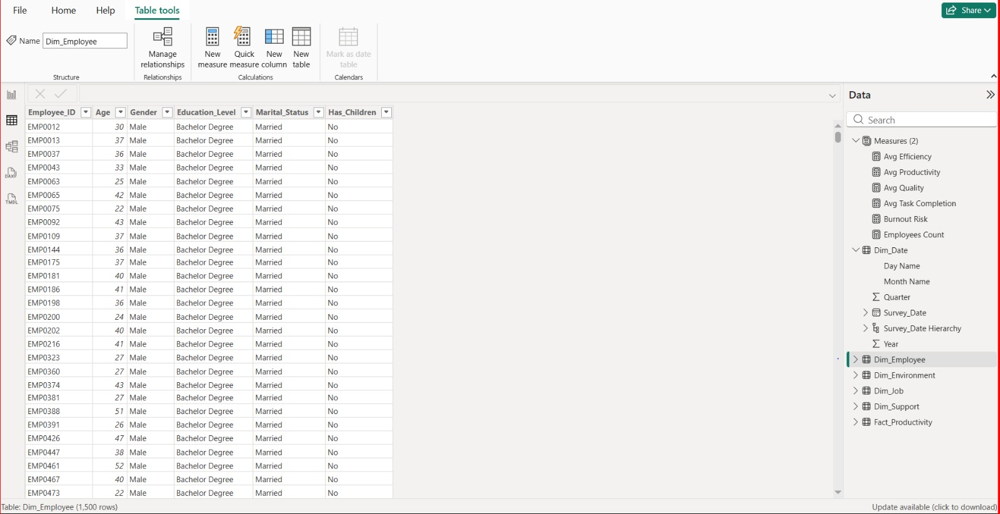 File Home Help Table tools Share
Name Dim_Employee
Manage relationships
New measure
Quick measure
New column
New table
Mark as date table
Structure Relationships Calculations Calendars
DAX
TMDL
Employee_ID Age Gender Education_Level Marital_Status Has_Children
EMP0012 30 Male Bachelor Degree Married No
EMP0013 37 Male Bachelor Degree Married No
EMP0037 36 Male Bachelor Degree Married No
EMP0043 33 Male Bachelor Degree Married No
EMP0063 25 Male Bachelor Degree Married No
EMP0065 42 Male Bachelor Degree Married No
EMP0075 22 Male Bachelor Degree Married No
EMP0092 43 Male Bachelor Degree Married No
EMP0109 37 Male Bachelor Degree Married No
EMP0144 36 Male Bachelor Degree Married No
EMP0175 37 Male Bachelor Degree Married No
EMP0181 40 Male Bachelor Degree Married No
EMP0186 41 Male Bachelor Degree Married No
EMP0198 36 Male Bachelor Degree Married No
EMP0200 24 Male Bachelor Degree Married No
EMP0202 40 Male Bachelor Degree Married No
EMP0216 41 Male Bachelor Degree Married No
EMP0323 27 Male Bachelor Degree Married No
EMP0360 27 Male Bachelor Degree Married No
EMP0374 43 Male Bachelor Degree Married No
EMP0381 27 Male Bachelor Degree Married No
EMP0388 51 Male Bachelor Degree Married No
EMP0391 26 Male Bachelor Degree Married No
EMP0426 47 Male Bachelor Degree Married No
EMP0447 38 Male Bachelor Degree Married No
EMP0461 52 Male Bachelor Degree Married No
EMP0467 40 Male Bachelor Degree Married No
EMP0473 22 Male Bachelor Degree Married No
Data
Search
Measures (2)
Avg Efficiency
Avg Productivity
Avg Quality
Avg Task Completion
Burnout Risk
Employees Count
Dim_Date
Day Name
Month Name
Quarter
Survey_Date
Survey_Date Hierarchy
Year
Dim_Employee
Dim_Environment
Dim_Job
Dim_Support
Fact_Productivity
Table: Dim_Employee (1,500 rows)
Update available (click to download)